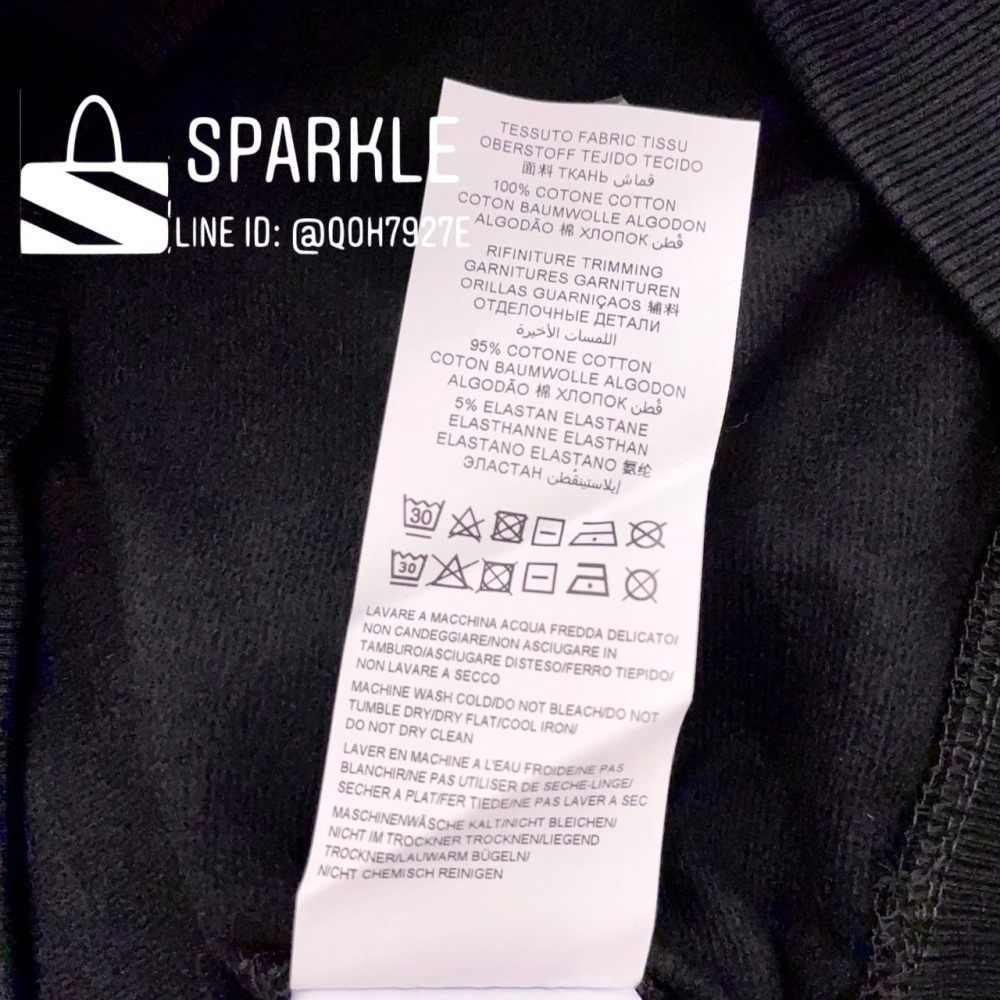 SPARKLE
LINE ID: @QOH7927E
TESSUTO FABRIC TISSU
OBERSTOFF TEJIDO TECIDO
面料 ТКАНЬ قماش
100% COTONE COTTON
COTON BAUMWOLLE ALGODON
ALGODÃO 棉 ХЛОПОК قُطن
RIFINITURE TRIMMING
GARNITURES GARNITUREN
ORILLAS GUARNIÇAOS 辅料
ОТДЕЛОЧНЫЕ ДЕТАЛИ
اللمسات الأخيرة
95% COTONE COTTON
COTON BAUMWOLLE ALGODON
ALGODÃO 棉 ХЛОПОК قُطن
5% ELASTAN ELASTANE
ELASTHANNE ELASTHAN
ELASTANO ELASTANO 氨纶
ЭЛАСТАН إيلاستينقُطن
30
30
LAVARE A MACCHINA ACQUA FREDDA DELICATO/
NON CANDEGGIARE/NON ASCIUGARE IN
TAMBURO/ASCIUGARE DISTESO/FERRO TIEPIDO/
NON LAVARE A SECCO
MACHINE WASH COLD/DO NOT BLEACH/DO NOT
TUMBLE DRY/DRY FLAT/COOL IRON/
DO NOT DRY CLEAN
LAVER EN MACHINE A L'EAU FROIDE/NE PAS
BLANCHIR/NE PAS UTILISER DE SECHE-LINGE/
SECHER A PLAT/FER TIEDE/NE PAS LAVER A SEC
MASCHINENWÄSCHE KALT/NICHT BLEICHEN/
NICHT IM TROCKNER TROCKNEN/LIEGEND
TROCKNER/LAUWARM BÜGELN/
NICHT CHEMISCH REINIGEN